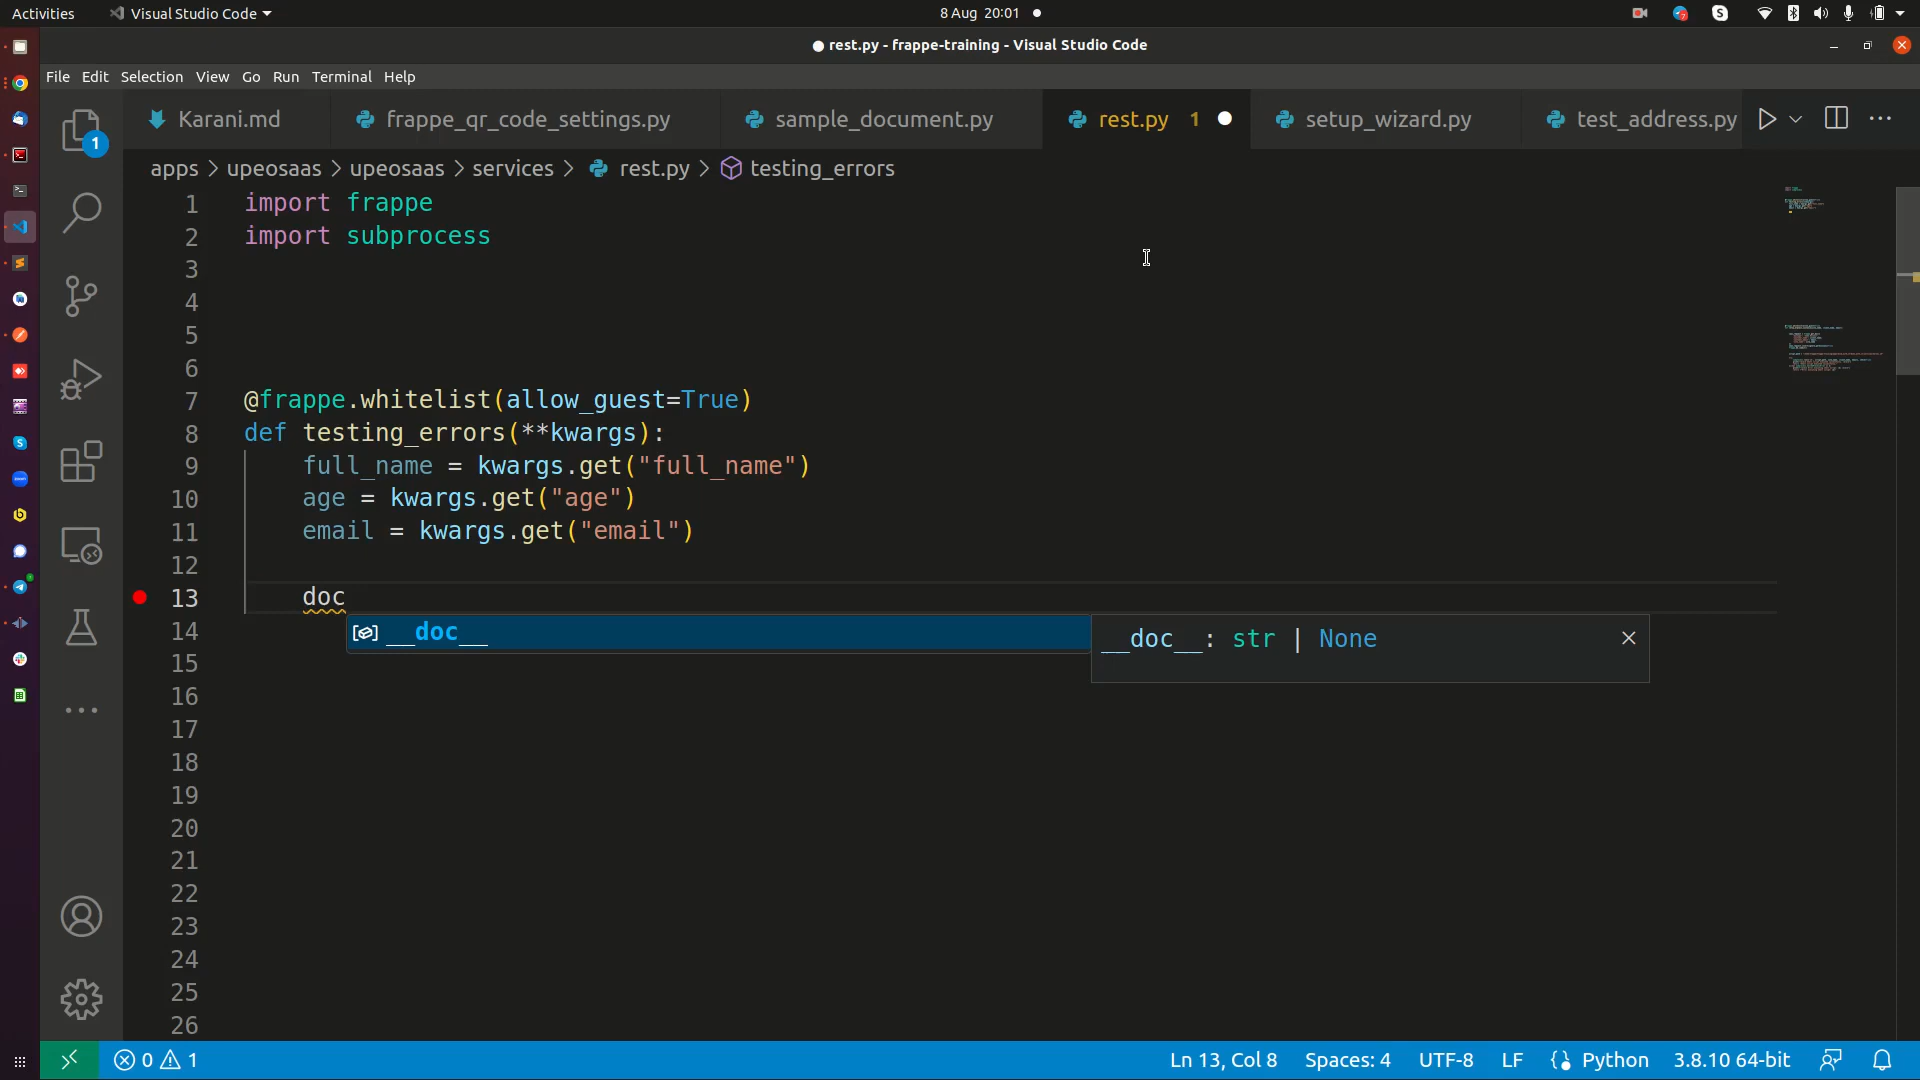 Activities Visual Studio Code 8 Aug 20:01
rest.py - frappe-training - Visual Studio Code
File Edit Selection View Go Run Terminal Help
Karani.md frappe_qr_code_settings.py sample_document.py rest.py 1 setup_wizard.py test_address.py
apps > upeosaas > upeosaas > services > rest.py > testing_errors
1 import frappe
2 import subprocess
3
4
5
6
7 @frappe.whitelist(allow_guest=True)
8 def testing_errors(**kwargs):
9 full_name = kwargs.get("full_name")
10 age = kwargs.get("age")
11 email = kwargs.get("email")
12
13 doc
14 __doc__ __doc__: str | None
15
16
17
18
19
20
21
22
23
24
25
26
0 1 Ln 13, Col 8 Spaces: 4 UTF-8 LF Python 3.8.10 64-bit